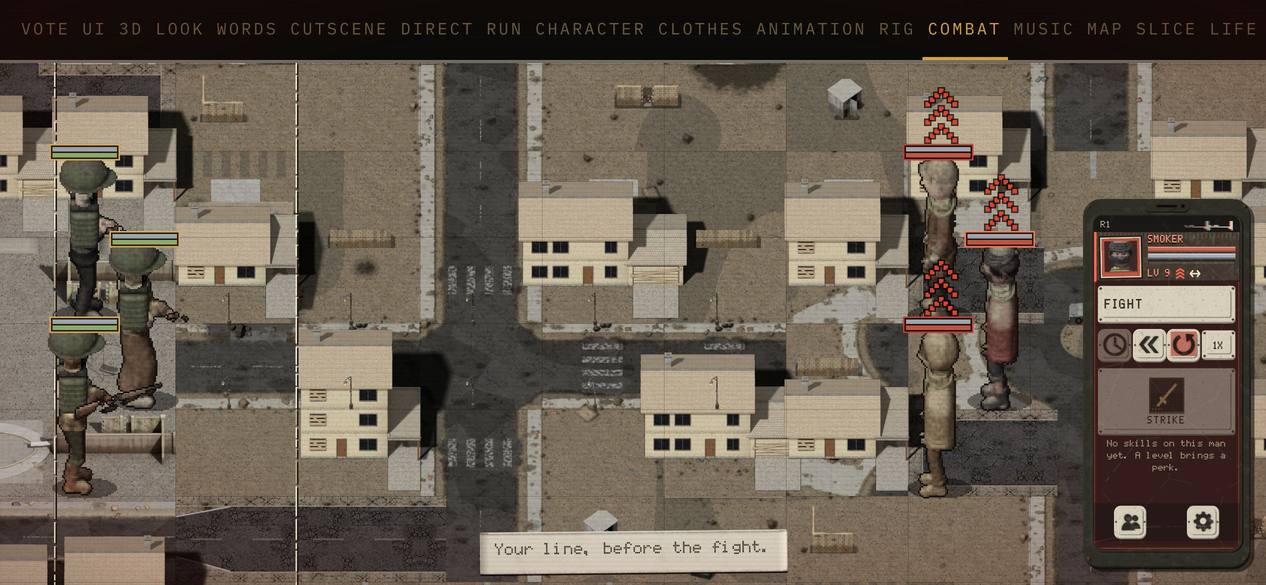 VOTE UI 3D LOOK WORDS CUTSCENE DIRECT RUN CHARACTER CLOTHES ANIMATION RIG COMBAT MUSIC MAP SLICE LIFE
R1
SMOKER
LV 9
FIGHT
1X
STRIKE
No skills on this man
yet. A level brings a
perk.
Your line, before the fight.